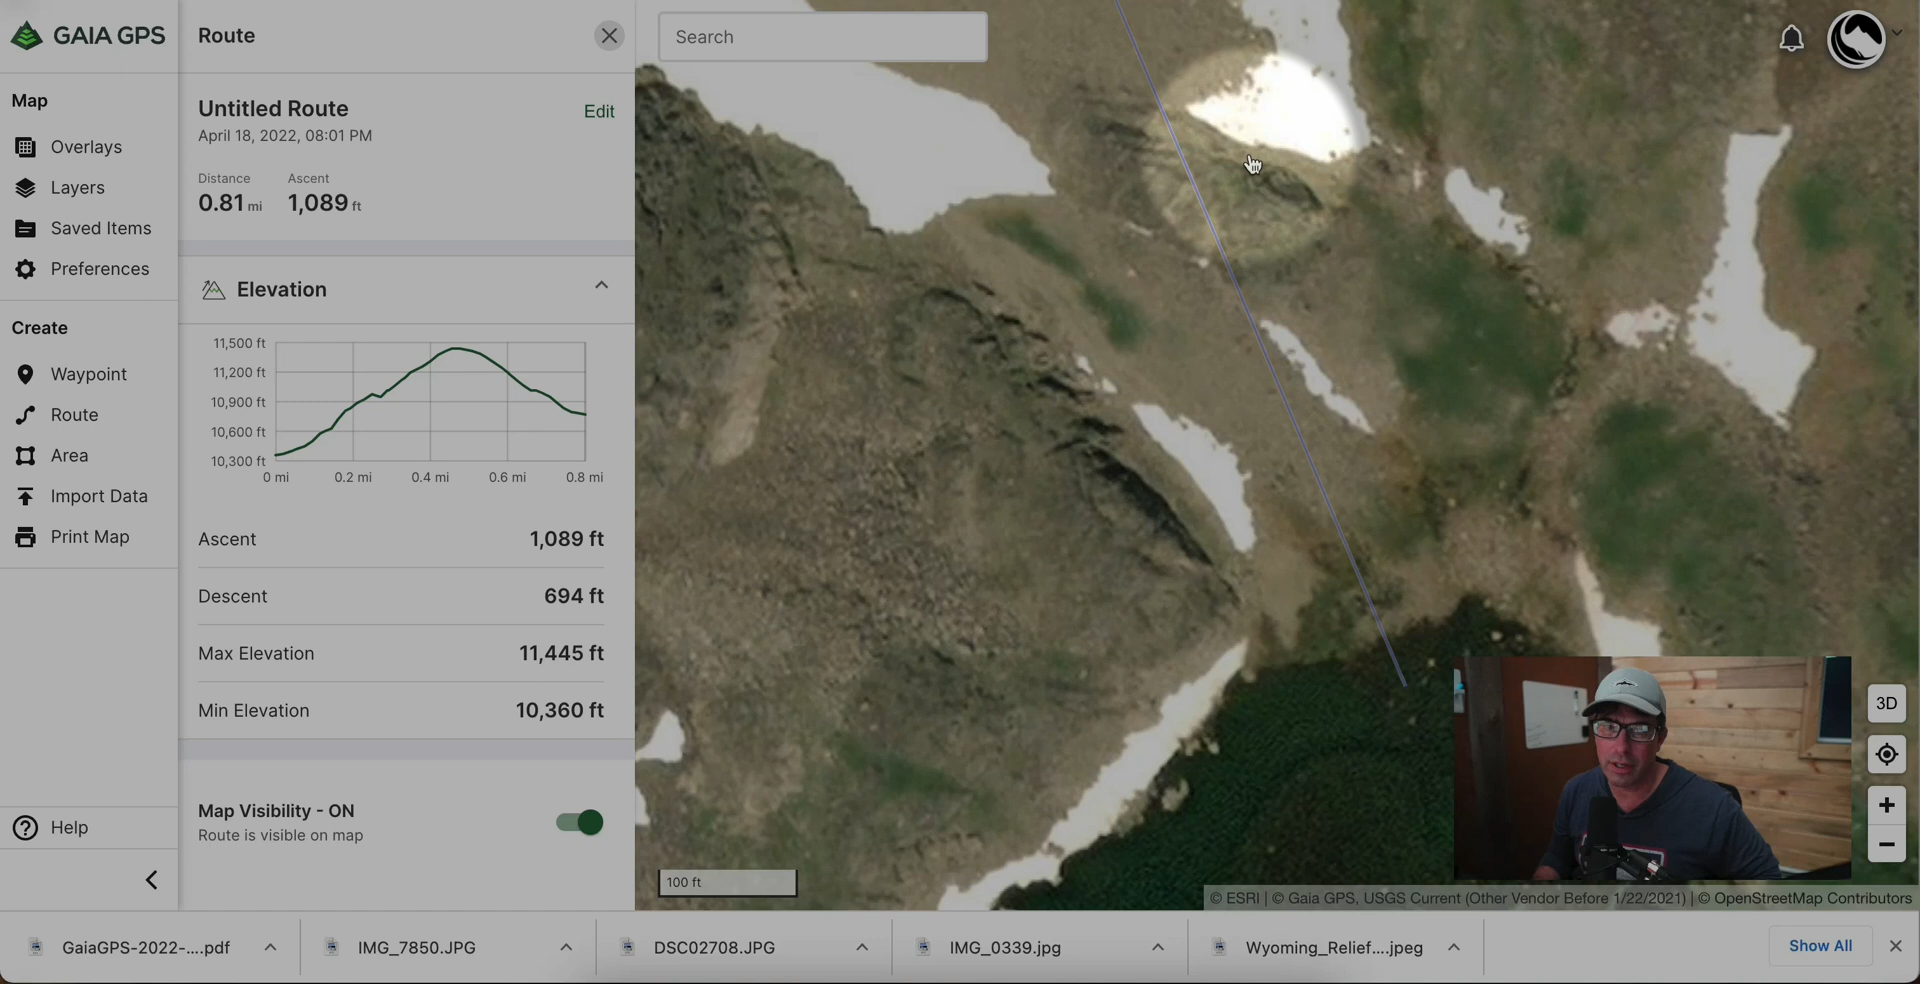 GAIA GPS
Map
Overlays
Layers
Saved Items
Preferences
Create
Waypoint
Route
Area
Import Data
Print Map
Help
Route
Untitled Route
Edit
April 18, 2022, 08:01 PM
Distance
Ascent
0.81 mi
1,089 ft
Elevation
11,500 ft
11,200 ft
10,900 ft
10,600 ft
10,300 ft
0 mi
0.2 mi
0.4 mi
0.6 mi
0.8 mi
Ascent
1,089 ft
Descent
694 ft
Max Elevation
11,445 ft
Min Elevation
10,360 ft
Map Visibility - ON
Route is visible on map
Search
3D
100 ft
© ESRI | © Gaia GPS, USGS Current (Other Vendor Before 1/22/2021) | © OpenStreetMap Contributors
GaiaGPS-2022-....pdf
IMG_7850.JPG
DSC02708.JPG
IMG_0339.jpg
Wyoming_Relief....jpeg
Show All